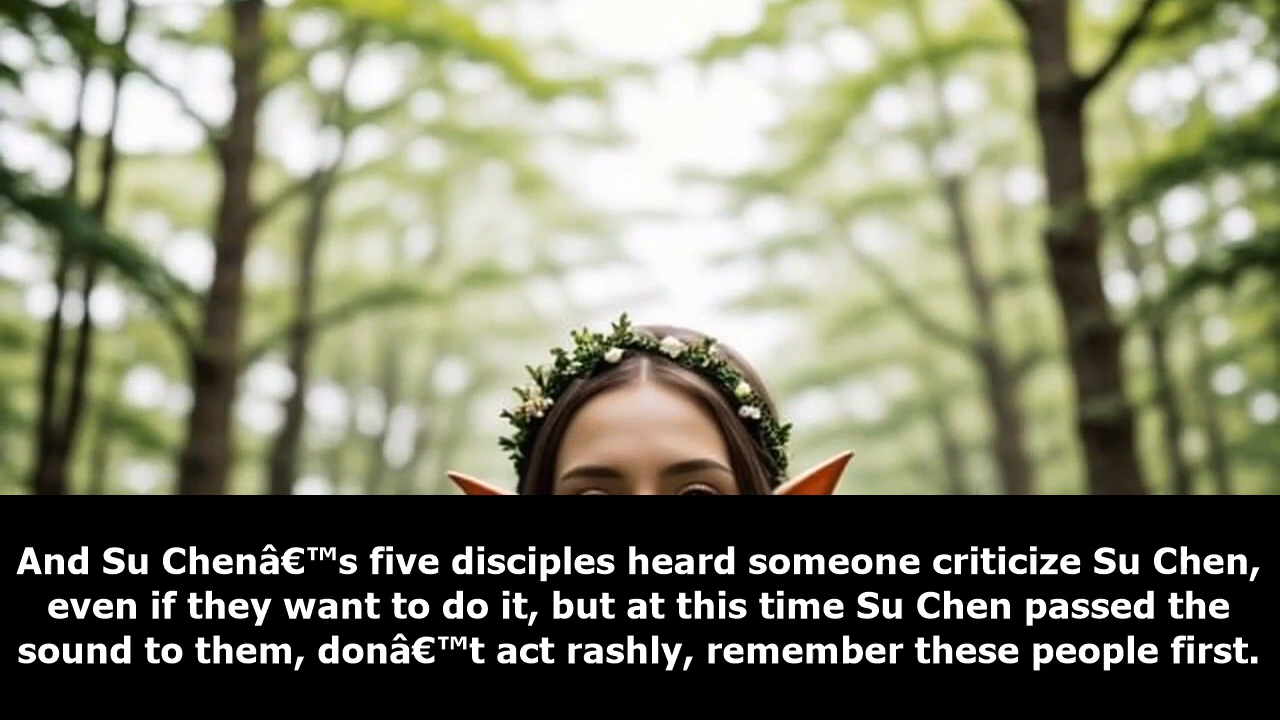 And Su Chenâ€™s five disciples heard someone criticize Su Chen,
even if they want to do it, but at this time Su Chen passed the
sound to them, donâ€™t act rashly, remember these people first.